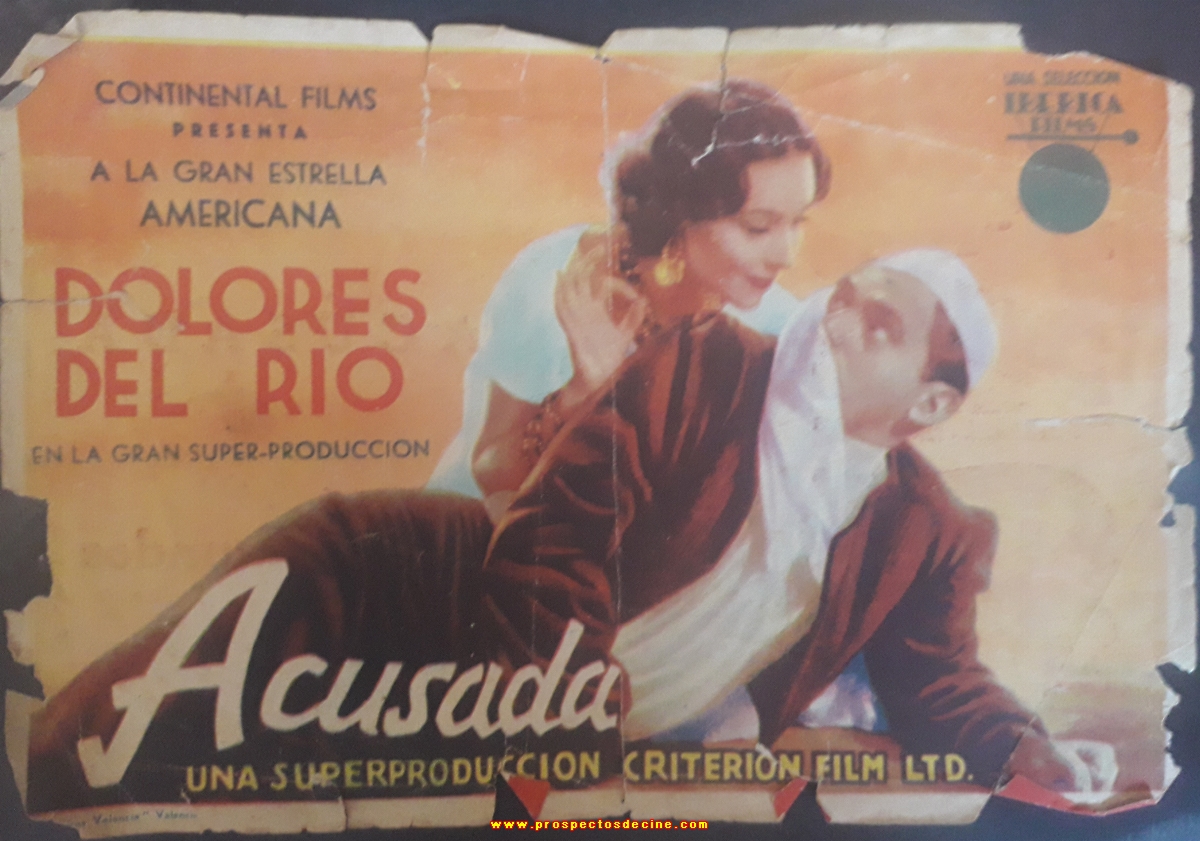 CONTINENTAL FILMS
PRESENTA
A LA GRAN ESTRELLA
AMERICANA
DOLORES
DEL RIO
EN LA GRAN SUPER-PRODUCCION
UNA SELECCION
IBERICA
FILMS
Acusada
UNA SUPERPRODUCCION CRITERION FILM LTD.
Valencia" Valencia
www.prospectosdecine.com